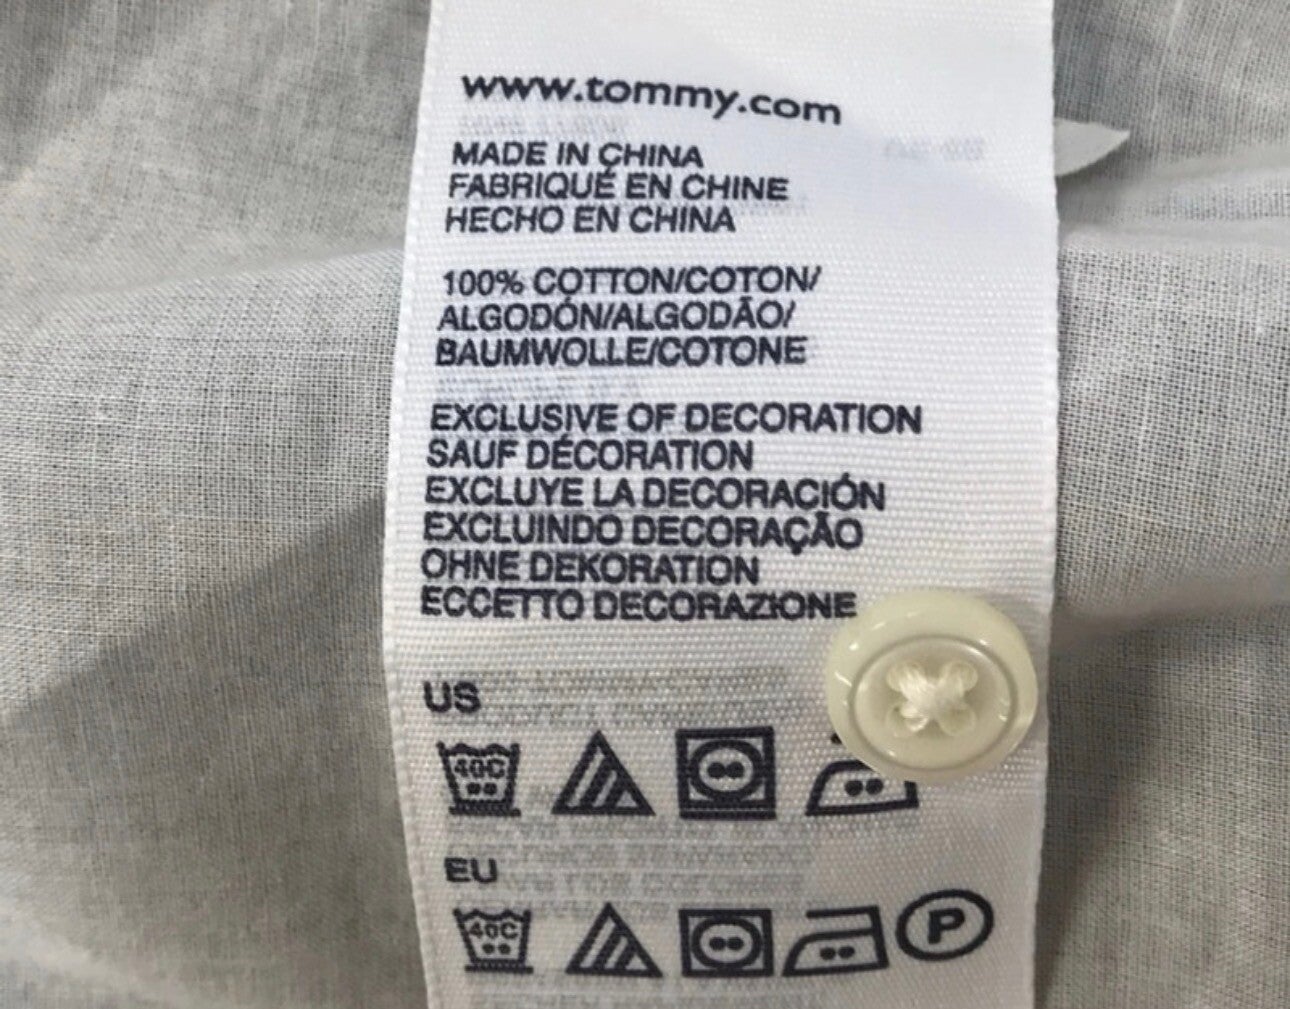 www.tommy.com
MADE IN CHINA
FABRIQUÉ EN CHINE
HECHO EN CHINA
100% COTTON/COTON/
ALGODÓN/ALGODÃO/
BAUMWOLLE/COTONE
EXCLUSIVE OF DECORATION
SAUF DÉCORATION
EXCLUYE LA DECORACIÓN
EXCLUINDO DECORAÇÃO
OHNE DEKORATION
ECCETTO DECORAZIONE
US
40C
EU
40C P